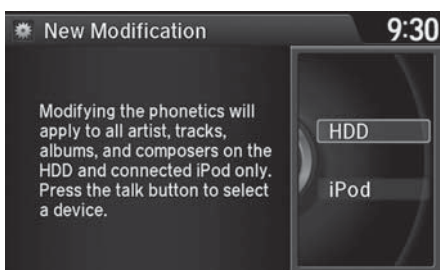 New Modification
9:30
Modifying the phonetics will
apply to all artist, tracks,
albums, and composers on the
HDD and connected iPod only.
Press the talk button to select
a device.
HDD
iPod